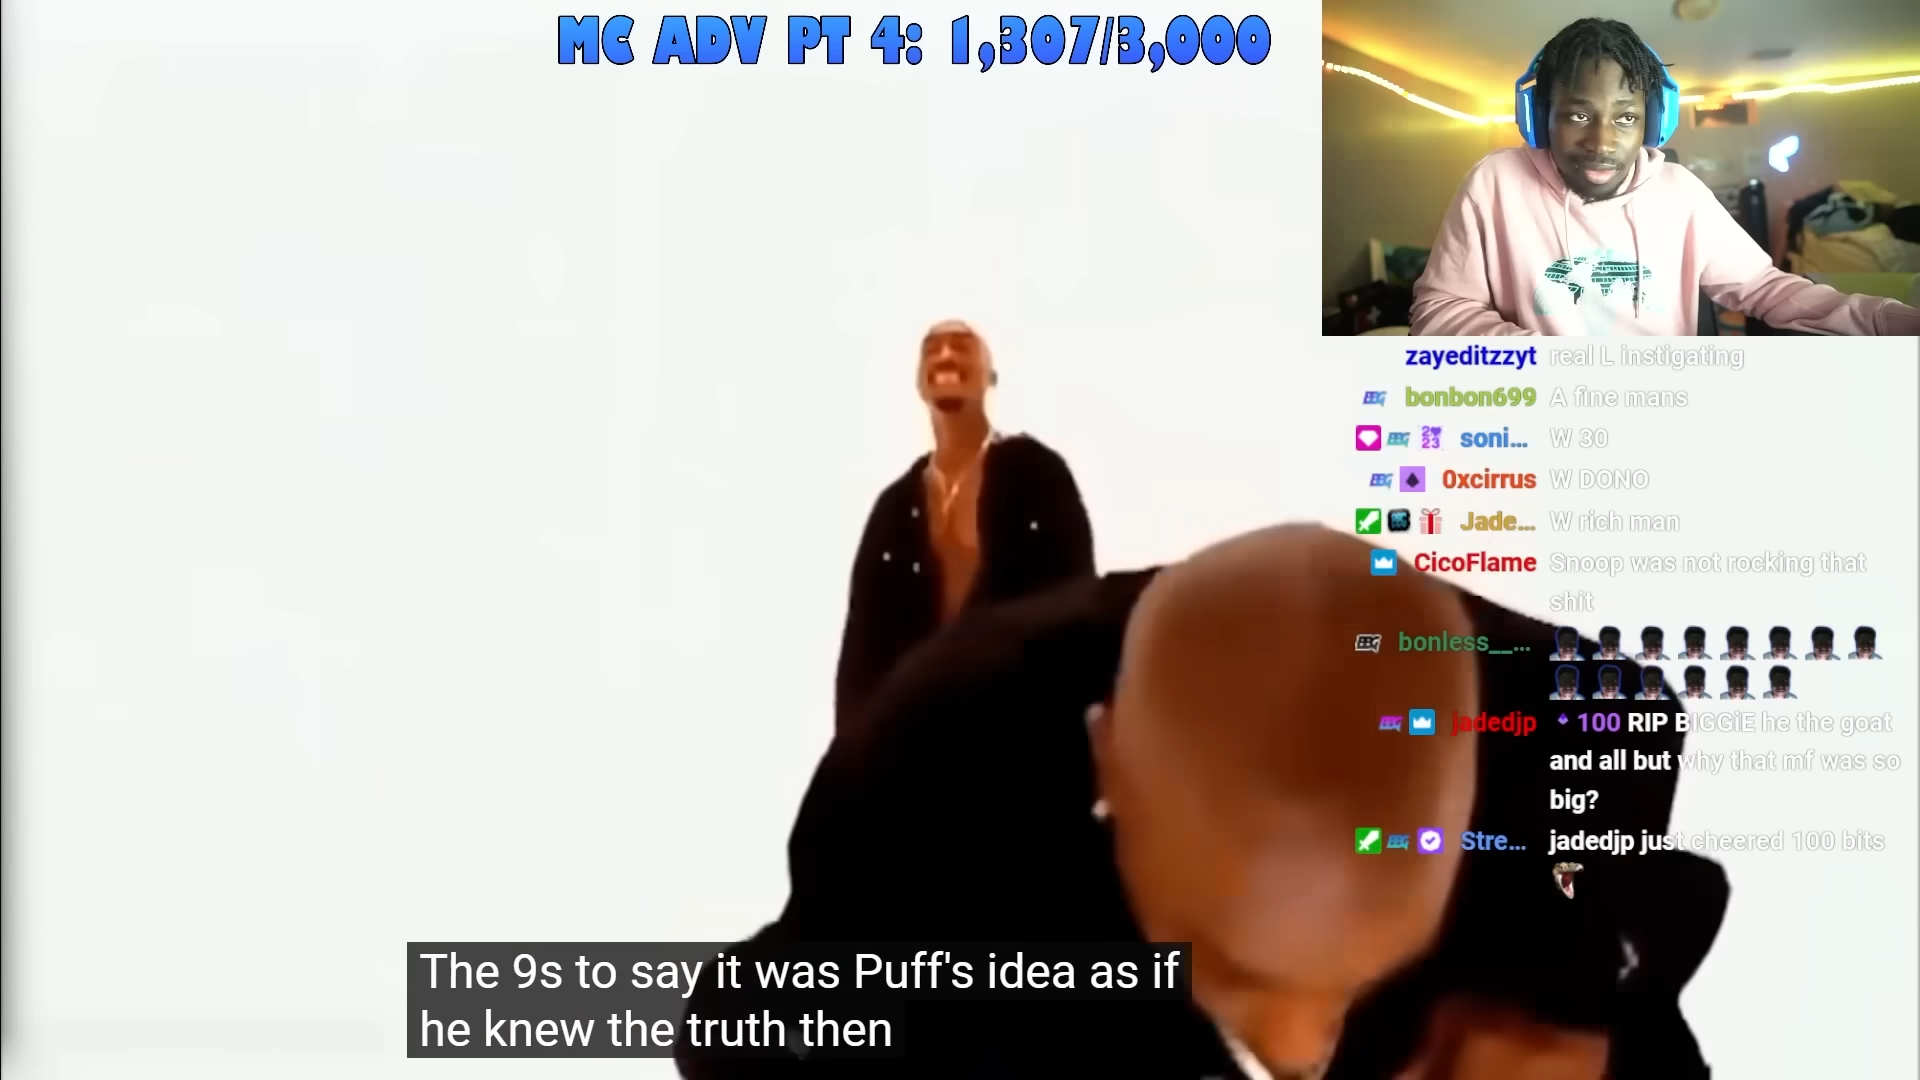 MC ADV PT 4: 1,307/3,000
zayeditzzyt real L instigating
bonbon699 A fine mans
soni... W 30
0xcirrus W DONO
Jade... W rich man
CicoFlame Snoop was not rocking that
shit
bonless__...
jadedjp 100 RIP BIGGiE he the goat
and all but why that mf was so
big?
Stre... jadedjp just cheered 100 bits
The 9s to say it was Puff's idea as if
he knew the truth then